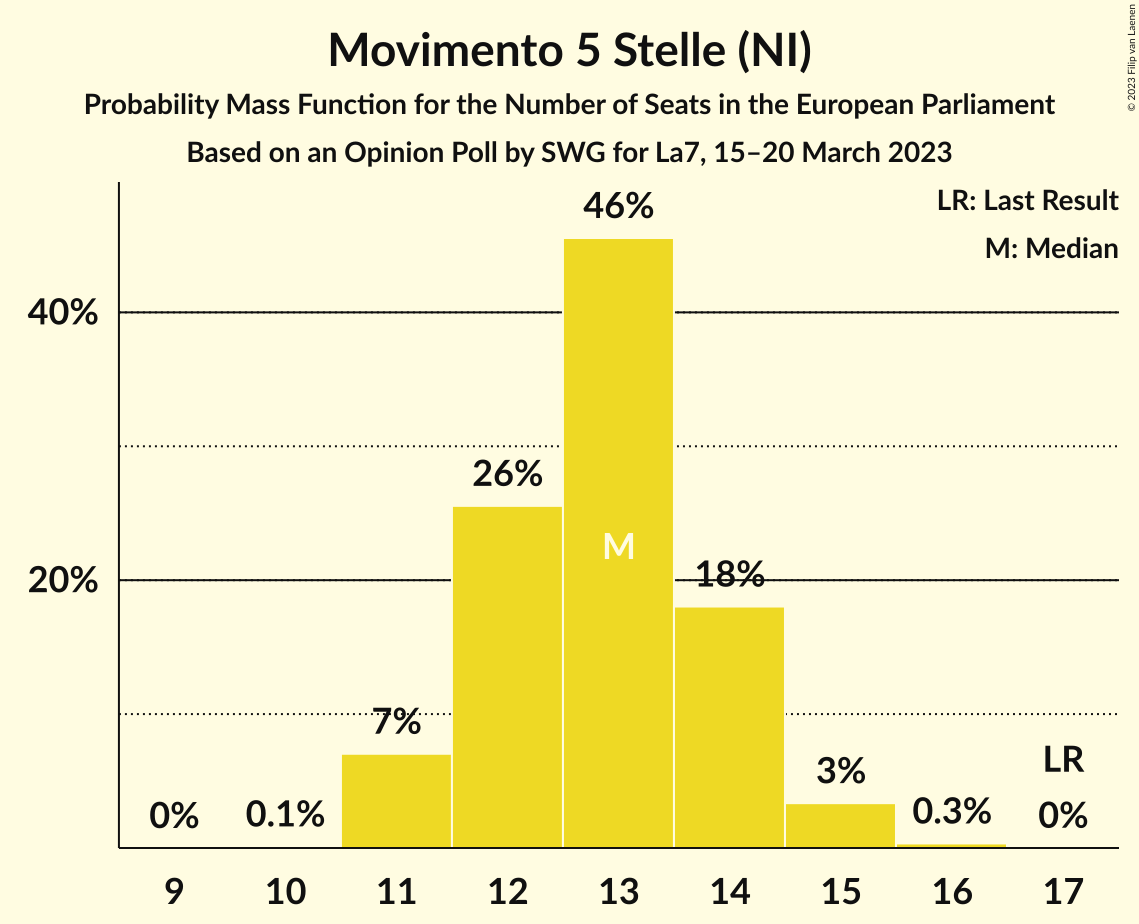 Movimento 5 Stelle (NI)
Probability Mass Function for the Number of Seats in the European Parliament
Based on an Opinion Poll by SWG for La7, 15–20 March 2023
© 2023 Filip van Laenen
LR: Last Result
M: Median
40%
20%
0%
0.1%
7%
26%
46%
M
18%
3%
0.3%
LR
0%
9 10 11 12 13 14 15 16 17